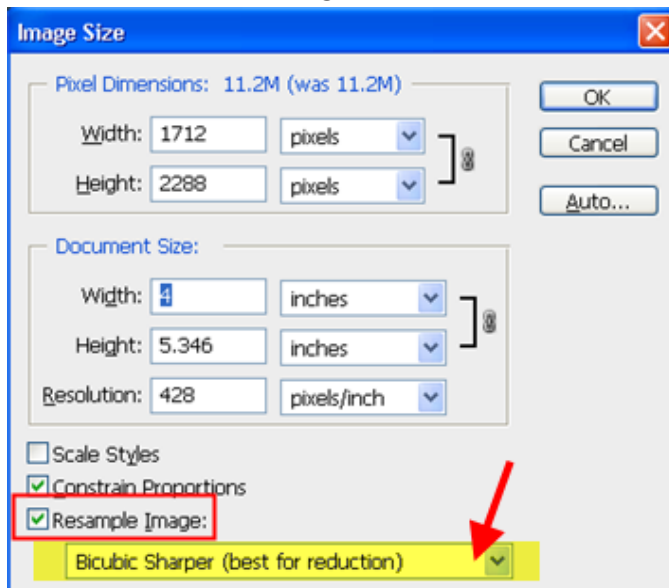 Image Size
Pixel Dimensions: 11.2M (was 11.2M)
Width: 1712 pixels
Height: 2288 pixels
OK
Cancel
Auto...
Document Size:
Width: 4 inches
Height: 5.346 inches
Resolution: 428 pixels/inch
Scale Styles
Constrain Proportions
Resample Image:
Bicubic Sharper (best for reduction)